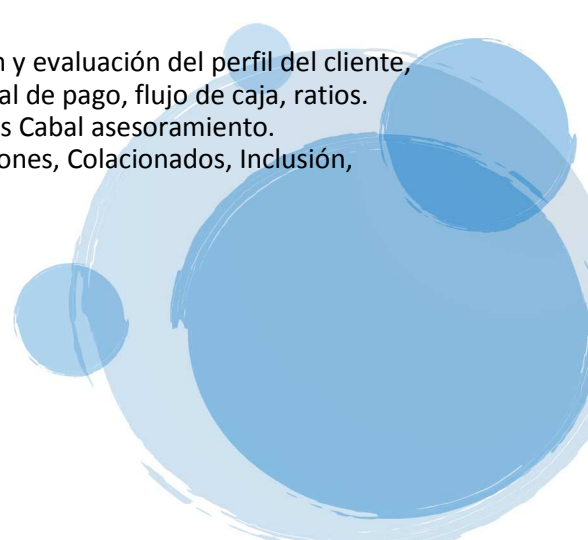 y evaluación del perfil del cliente,
al de pago, flujo de caja, ratios.
s Cabal asesoramiento.
ones, Colacionados, Inclusión,